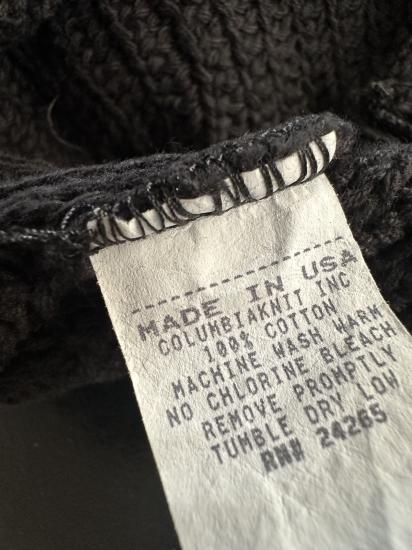 MADE IN USA
COLUMBIAKNIT INC
100% COTTON
MACHINE WASH WARM
NO CHLORINE BLEACH
REMOVE PROMPTLY
TUMBLE DRY LOW
RN# 24265